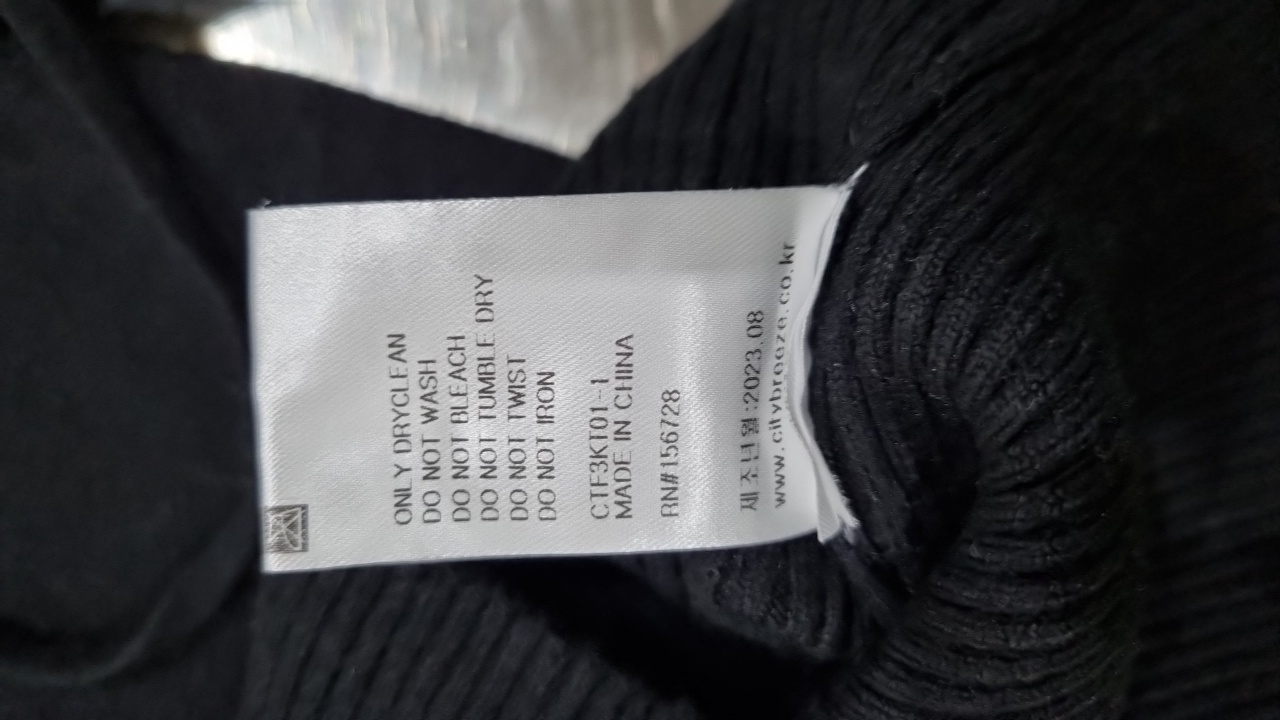 ONLY DRYCLEAN
DO NOT WASH
DO NOT BLEACH
DO NOT TUMBLE DRY
DO NOT TWIST
DO NOT IRON
CTF3KT01-1
MADE IN CHINA
RN#156728
제조년월:2023.08
www.citybreeze.co.kr